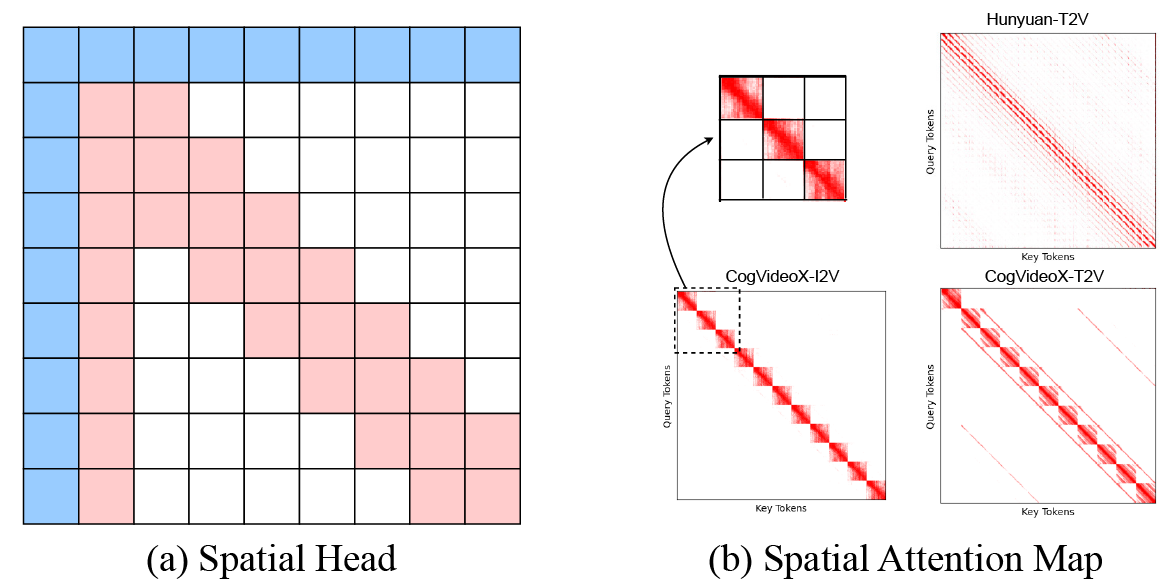 Hunyuan-T2V
Query Tokens
Key Tokens
CogVideoX-I2V
Query Tokens
Key Tokens
CogVideoX-T2V
Query Tokens
Key Tokens
(a) Spatial Head
(b) Spatial Attention Map